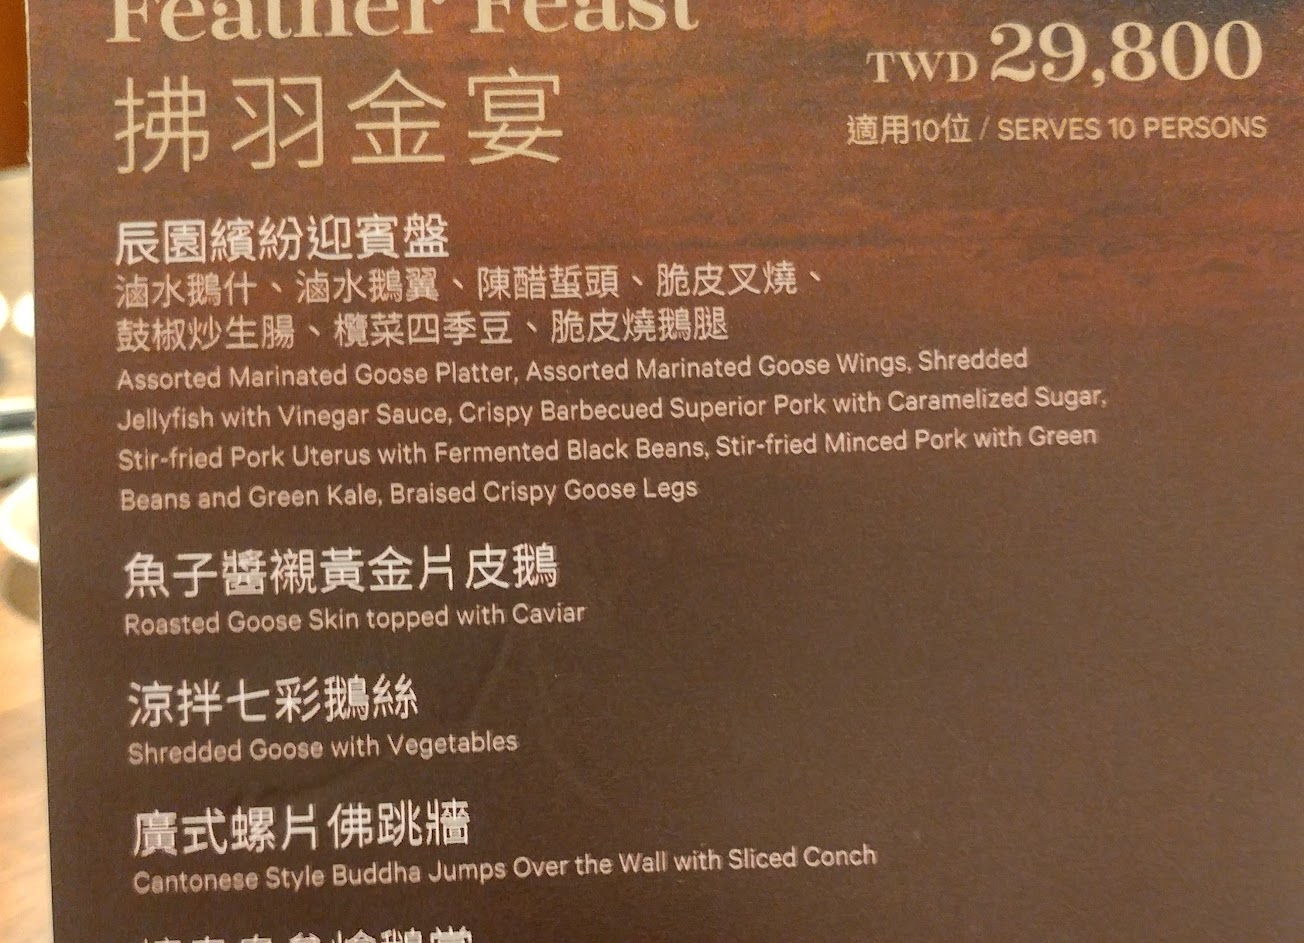 Feather Feast
TWD 29,800
拂羽金宴
適用10位 / SERVES 10 PERSONS
辰園繽紛迎賓盤
滷水鵝什、滷水鵝翼、陳醋蜇頭、脆皮叉燒、
鼓椒炒生腸、欖菜四季豆、脆皮燒鵝腿
Assorted Marinated Goose Platter, Assorted Marinated Goose Wings, Shredded
Jellyfish with Vinegar Sauce, Crispy Barbecued Superior Pork with Caramelized Sugar,
Stir-fried Pork Uterus with Fermented Black Beans, Stir-fried Minced Pork with Green
Beans and Green Kale, Braised Crispy Goose Legs
魚子醬襯黃金片皮鵝
Roasted Goose Skin topped with Caviar
涼拌七彩鵝絲
Shredded Goose with Vegetables
廣式螺片佛跳牆
Cantonese Style Buddha Jumps Over the Wall with Sliced Conch